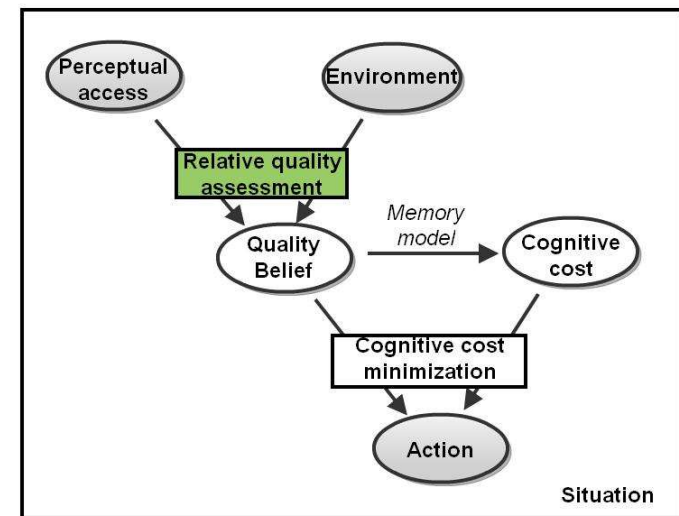 Perceptual
access
Environment
Relative quality
assessment
Memory
model
Quality
Belief
Cognitive
cost
Cognitive cost
minimization
Action
Situation